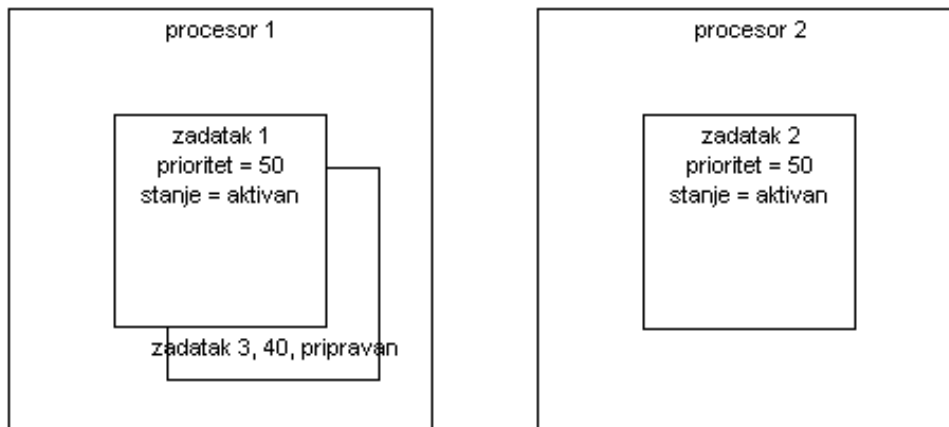 procesor 1
zadatak 1
prioritet = 50
stanje = aktivan
zadatak 3, 40, pripravan
procesor 2
zadatak 2
prioritet = 50
stanje = aktivan